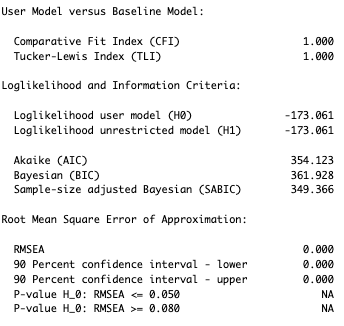 User Model versus Baseline Model:
Comparative Fit Index (CFI) 1.000
Tucker-Lewis Index (TLI) 1.000
Loglikelihood and Information Criteria:
Loglikelihood user model (H0) -173.061
Loglikelihood unrestricted model (H1) -173.061
Akaike (AIC) 354.123
Bayesian (BIC) 361.928
Sample-size adjusted Bayesian (SABIC) 349.366
Root Mean Square Error of Approximation:
RMSEA 0.000
90 Percent confidence interval - lower 0.000
90 Percent confidence interval - upper 0.000
P-value H_0: RMSEA <= 0.050 NA
P-value H_0: RMSEA >= 0.080 NA